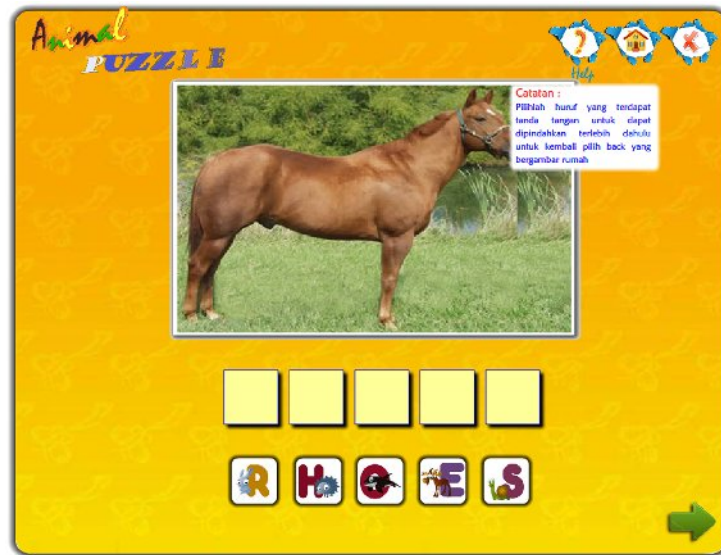 Animal
PUZZLE
Help
Catatan :
Pilihlah huruf yang terdapat
tanda tangan untuk dapat
dipindahkan terlebih dahulu
untuk kembali pilih back yang
bergambar rumah
R H O E S